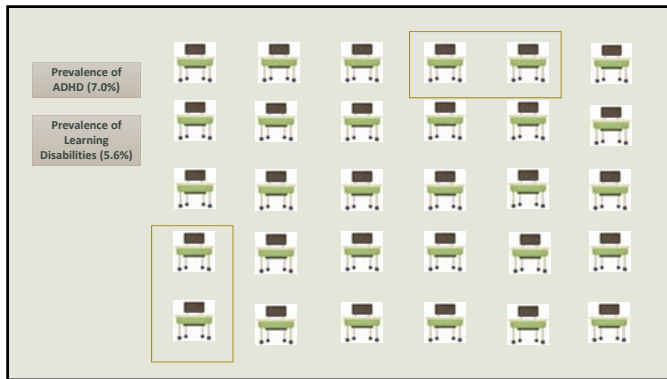 Prevalence of
ADHD (7.0%)
Prevalence of
Learning
Disabilities (5.6%)